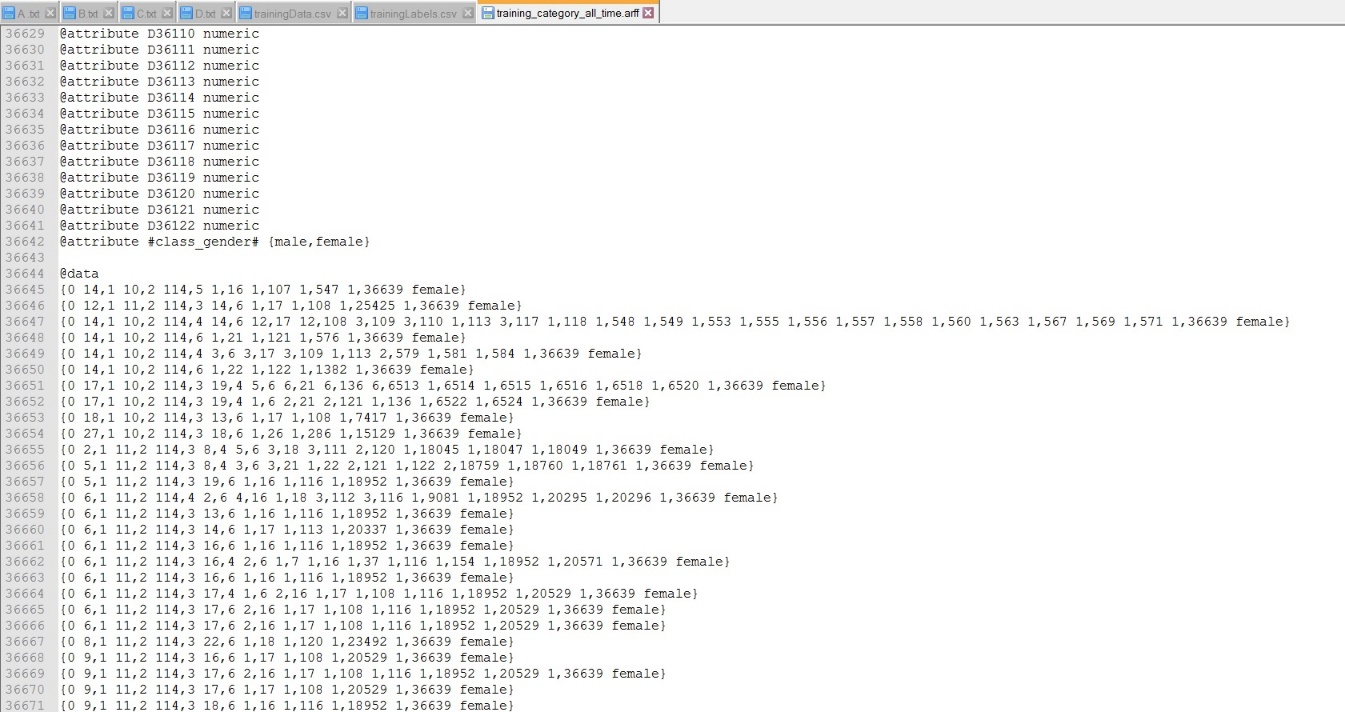 A.txt B.txt C.txt D.txt trainingData.csv trainingLabels.csv training_category_all_time.arff
36629 @attribute D36110 numeric
36630 @attribute D36111 numeric
36631 @attribute D36112 numeric
36632 @attribute D36113 numeric
36633 @attribute D36114 numeric
36634 @attribute D36115 numeric
36635 @attribute D36116 numeric
36636 @attribute D36117 numeric
36637 @attribute D36118 numeric
36638 @attribute D36119 numeric
36639 @attribute D36120 numeric
36640 @attribute D36121 numeric
36641 @attribute D36122 numeric
36642 @attribute #class_gender# {male,female}
36643
36644 @data
36645 {0 14,1 10,2 114,5 1,16 1,107 1,547 1,36639 female}
36646 {0 12,1 11,2 114,3 14,6 1,17 1,108 1,25425 1,36639 female}
36647 {0 14,1 10,2 114,4 14,6 12,17 12,108 3,109 3,110 1,113 3,117 1,118 1,548 1,549 1,553 1,555 1,556 1,557 1,558 1,560 1,563 1,567 1,569 1,571 1,36639 female}
36648 {0 14,1 10,2 114,6 1,21 1,121 1,576 1,36639 female}
36649 {0 14,1 10,2 114,4 3,6 3,17 3,109 1,113 2,579 1,581 1,584 1,36639 female}
36650 {0 14,1 10,2 114,6 1,22 1,122 1,1382 1,36639 female}
36651 {0 17,1 10,2 114,3 19,4 5,6 6,21 6,136 6,6513 1,6514 1,6515 1,6516 1,6518 1,6520 1,36639 female}
36652 {0 17,1 10,2 114,3 19,4 1,6 2,21 2,121 1,136 1,6522 1,6524 1,36639 female}
36653 {0 18,1 10,2 114,3 13,6 1,17 1,108 1,7417 1,36639 female}
36654 {0 27,1 10,2 114,3 18,6 1,26 1,286 1,15129 1,36639 female}
36655 {0 2,1 11,2 114,3 8,4 5,6 3,18 3,111 2,120 1,18045 1,18047 1,18049 1,36639 female}
36656 {0 5,1 11,2 114,3 8,4 3,6 3,21 1,22 2,121 1,122 2,18759 1,18760 1,18761 1,36639 female}
36657 {0 5,1 11,2 114,3 19,6 1,16 1,116 1,18952 1,36639 female}
36658 {0 6,1 11,2 114,4 2,6 4,16 1,18 3,112 3,116 1,9081 1,18952 1,20295 1,20296 1,36639 female}
36659 {0 6,1 11,2 114,3 13,6 1,16 1,116 1,18952 1,36639 female}
36660 {0 6,1 11,2 114,3 14,6 1,17 1,113 1,20337 1,36639 female}
36661 {0 6,1 11,2 114,3 16,6 1,16 1,116 1,18952 1,36639 female}
36662 {0 6,1 11,2 114,3 16,4 2,6 1,7 1,16 1,37 1,116 1,154 1,18952 1,20571 1,36639 female}
36663 {0 6,1 11,2 114,3 16,6 1,16 1,116 1,18952 1,36639 female}
36664 {0 6,1 11,2 114,3 17,4 1,6 2,16 1,17 1,108 1,116 1,18952 1,20529 1,36639 female}
36665 {0 6,1 11,2 114,3 17,6 2,16 1,17 1,108 1,116 1,18952 1,20529 1,36639 female}
36666 {0 6,1 11,2 114,3 17,6 2,16 1,17 1,108 1,116 1,18952 1,20529 1,36639 female}
36667 {0 8,1 11,2 114,3 22,6 1,18 1,120 1,23492 1,36639 female}
36668 {0 9,1 11,2 114,3 16,6 1,17 1,108 1,20529 1,36639 female}
36669 {0 9,1 11,2 114,3 17,6 2,16 1,17 1,108 1,116 1,18952 1,20529 1,36639 female}
36670 {0 9,1 11,2 114,3 17,6 1,17 1,108 1,20529 1,36639 female}
36671 {0 9,1 11,2 114,3 18,6 1,16 1,116 1,18952 1,36639 female}